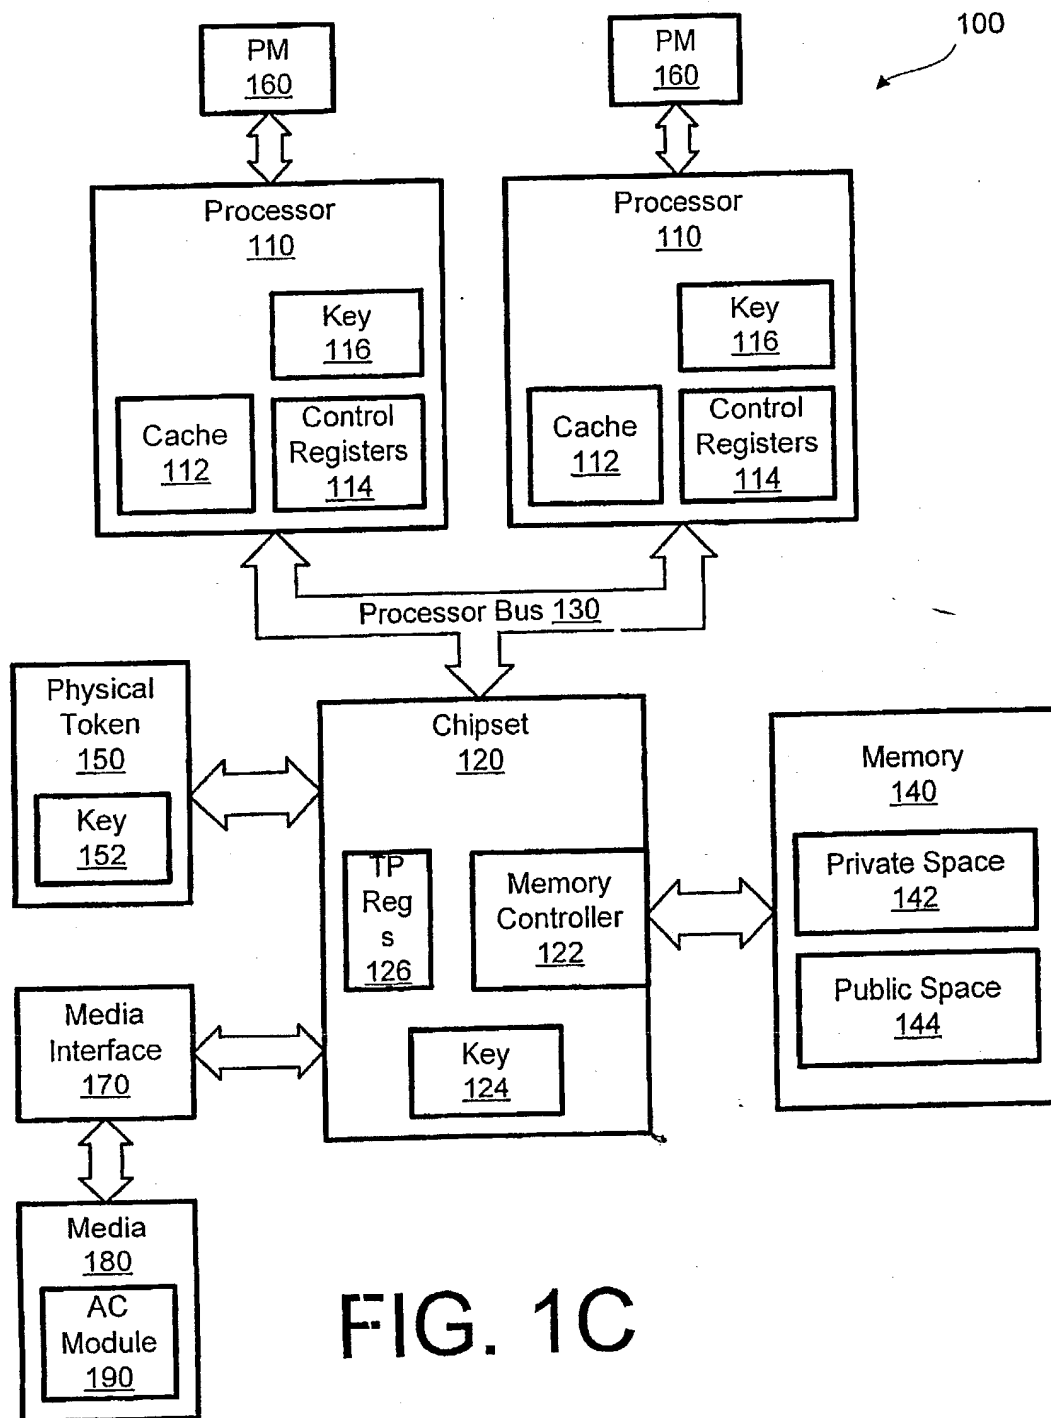 100
PM
160
PM
160
Processor
110
Key
116
Cache
112
Control
Registers
114
Processor
110
Key
116
Cache
112
Control
Registers
114
Processor Bus 130
Physical
Token
150
Key
152
Chipset
120
TP
Reg
s
126
Memory
Controller
122
Key
124
Memory
140
Private Space
142
Public Space
144
Media
Interface
170
Media
180
AC
Module
190
FIG. 1C